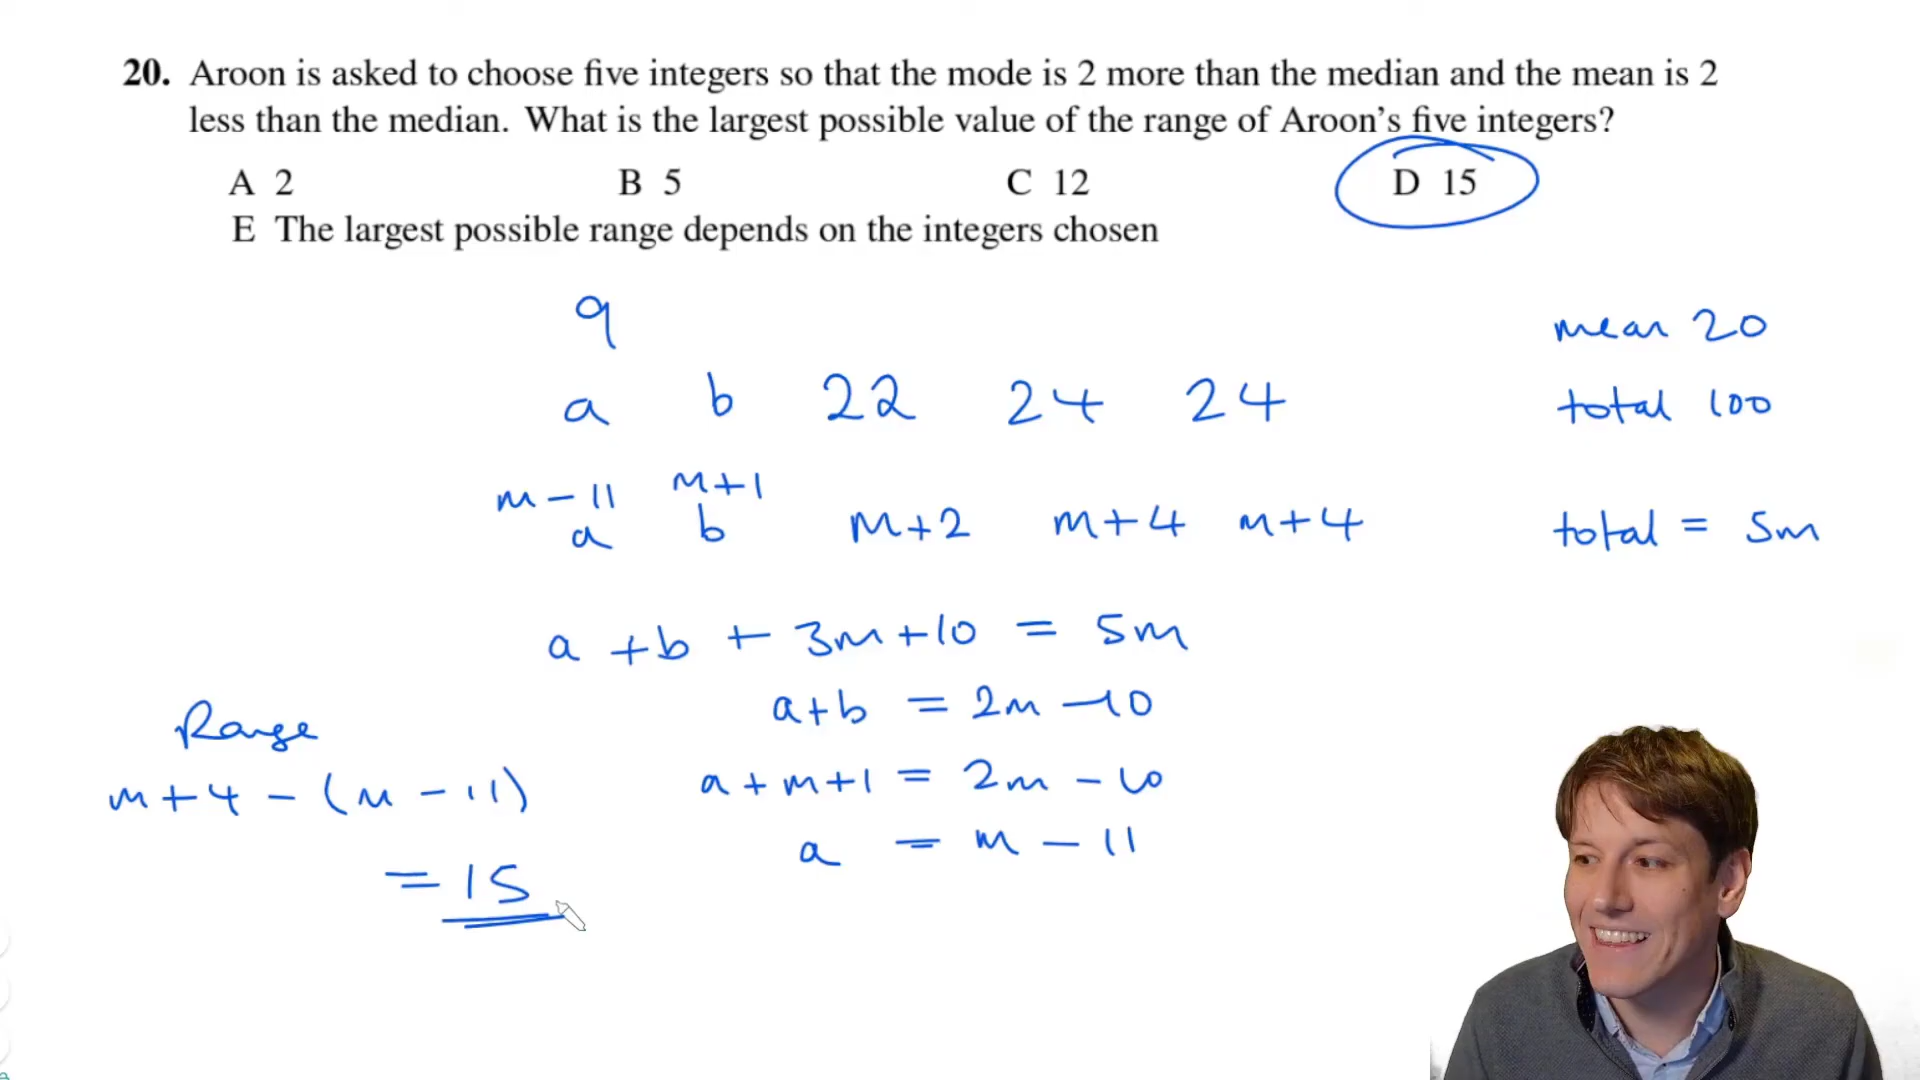 20. Aroon is asked to choose five integers so that the mode is 2 more than the median and the mean is 2
less than the median. What is the largest possible value of the range of Aroon's five integers?
A 2 B 5 C 12 D 15
E The largest possible range depends on the integers chosen
9
mean 20
a b 22 24 24
total 100
m - 11 m+1
a b m+2 m+4 m+4 total = 5m
a + b + 3m+10 = 5m
a+b = 2m - 10
Range
a + m+1 = 2m - 10
m+4 - (m - 11)
a = m - 11
= 15